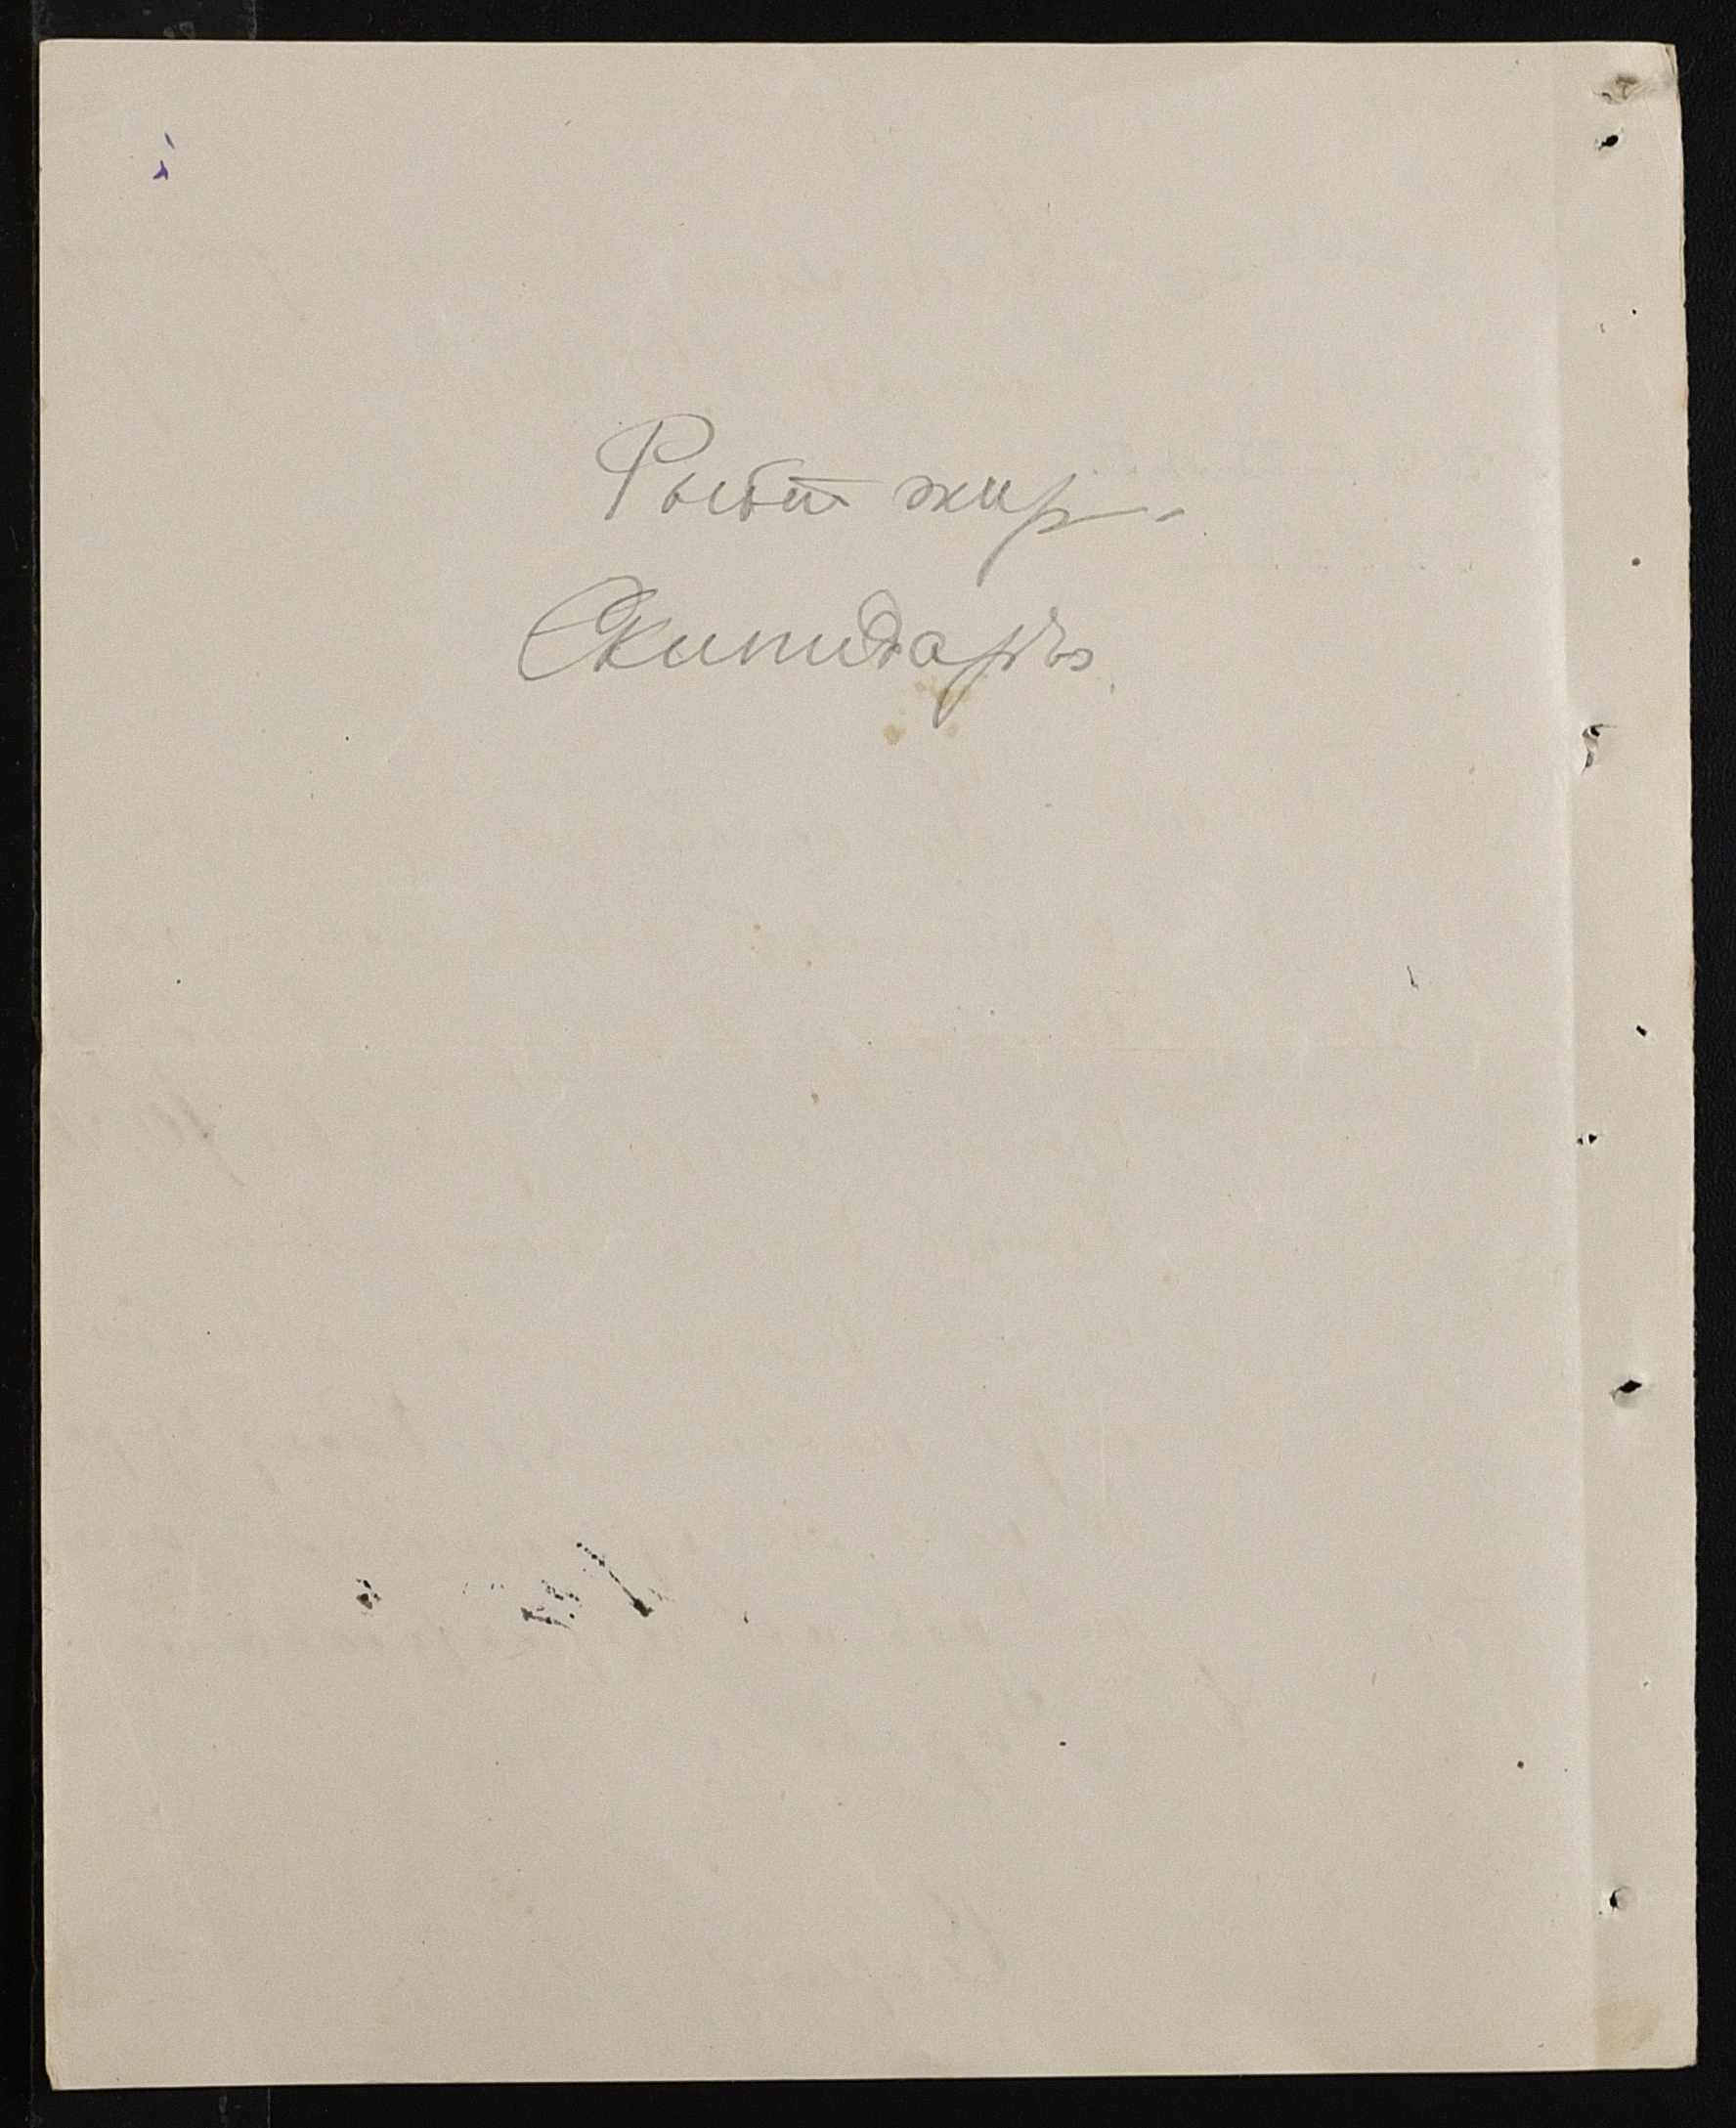 Рыбій жир-
Скипидаръ